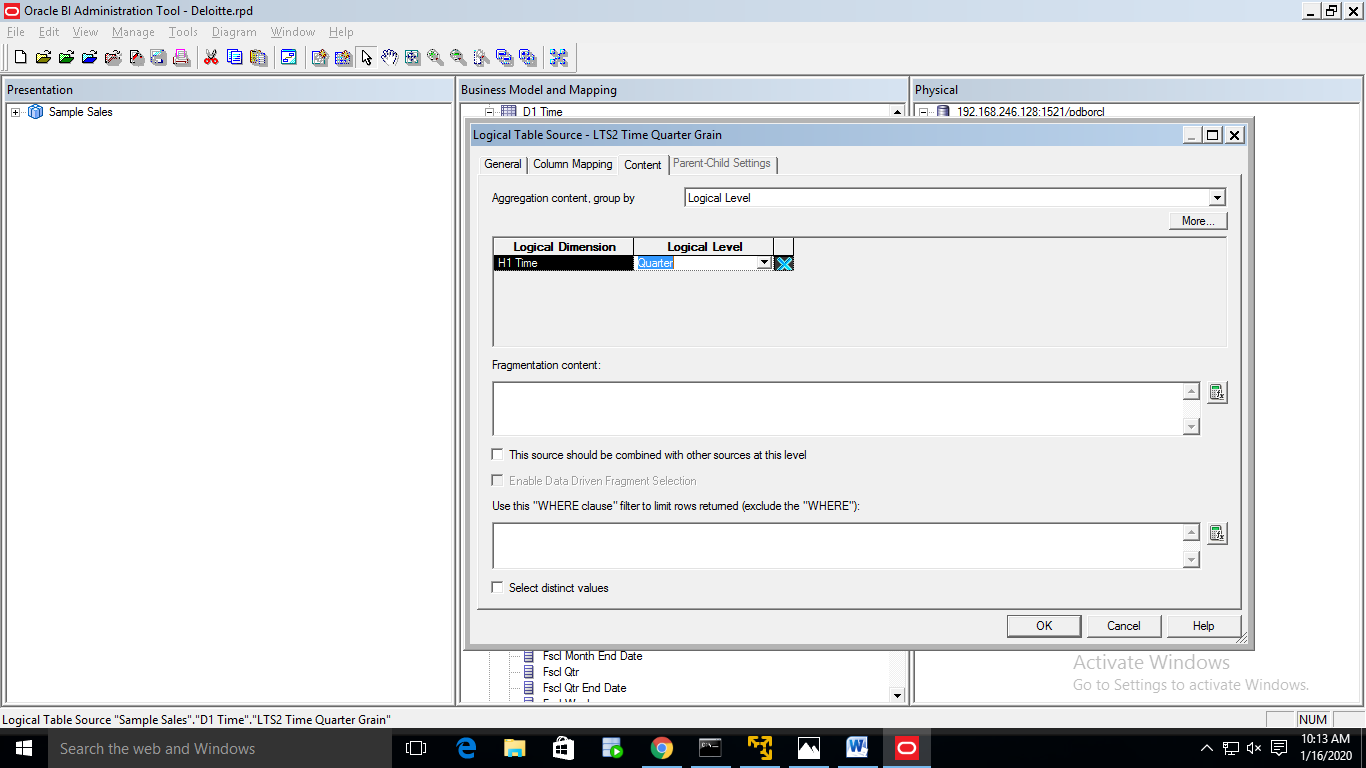 Oracle BI Administration Tool - Deloitte.rpd
File Edit View Manage Tools Diagram Window Help
Presentation
Business Model and Mapping
Physical
Sample Sales
D1 Time
192.168.246.128:1521/pdborcl
Logical Table Source - LTS2 Time Quarter Grain
General
Column Mapping
Content
Parent-Child Settings
Aggregation content, group by
Logical Level
More...
Logical Dimension
Logical Level
H1 Time
Quarter
Fragmentation content:
This source should be combined with other sources at this level
Enable Data Driven Fragment Selection
Use this "WHERE clause" filter to limit rows returned (exclude the "WHERE"):
Select distinct values
OK
Cancel
Help
Fscl Month End Date
Fscl Qtr
Fscl Qtr End Date
Activate Windows
Go to Settings to activate Windows.
Logical Table Source "Sample Sales"."D1 Time"."LTS2 Time Quarter Grain"
NUM
Search the web and Windows
10:13 AM
1/16/2020